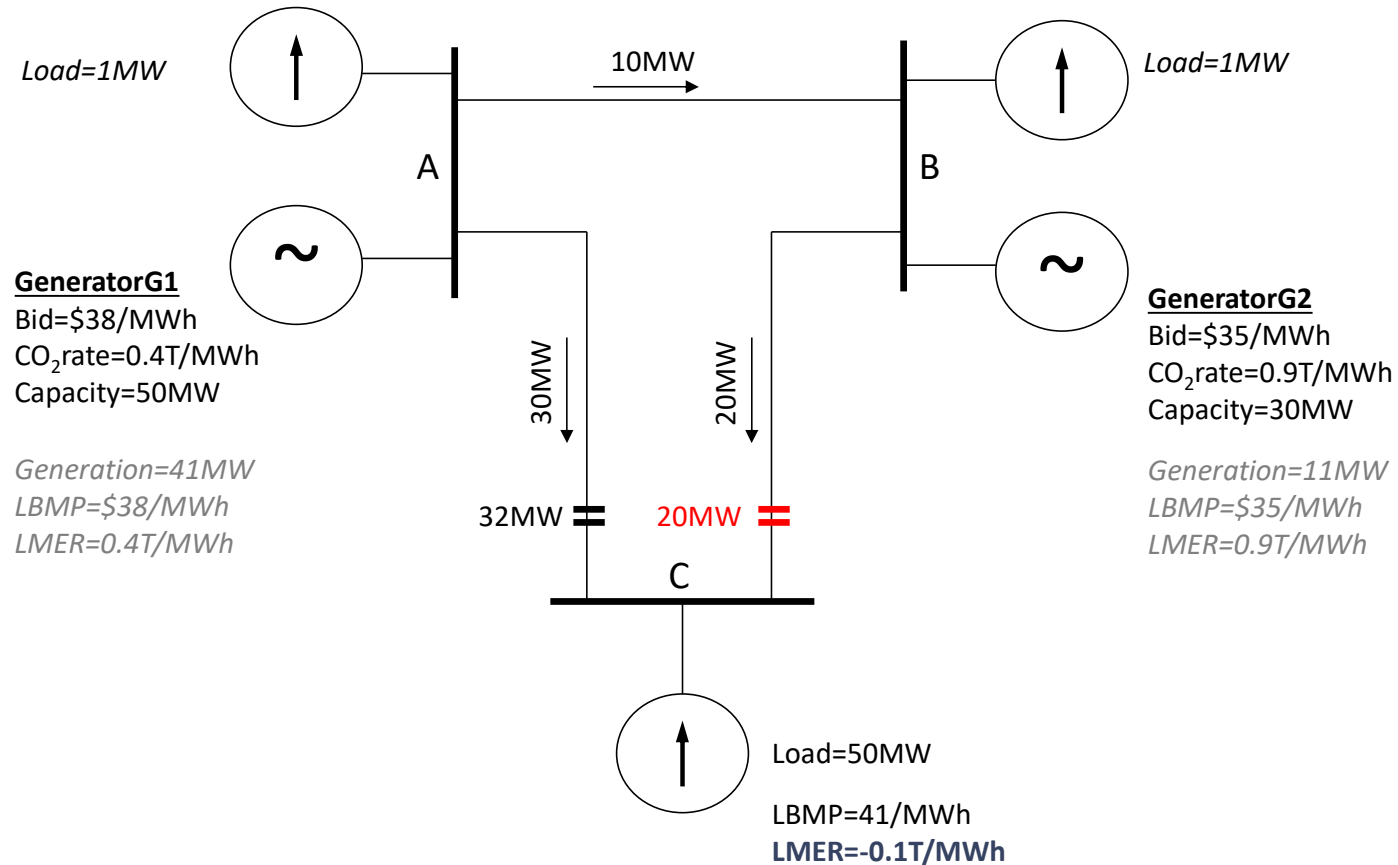 Load=1MW
10MW
Load=1MW
A
B
GeneratorG1
Bid=$38/MWh
CO2rate=0.4T/MWh
Capacity=50MW
Generation=41MW
LBMP=$38/MWh
LMER=0.4T/MWh
30MW
20MW
~
~
GeneratorG2
Bid=$35/MWh
CO2rate=0.9T/MWh
Capacity=30MW
Generation=11MW
LBMP=$35/MWh
LMER=0.9T/MWh
32MW
20MW
C
Load=50MW
LBMP=41/MWh
LMER=-0.1T/MWh